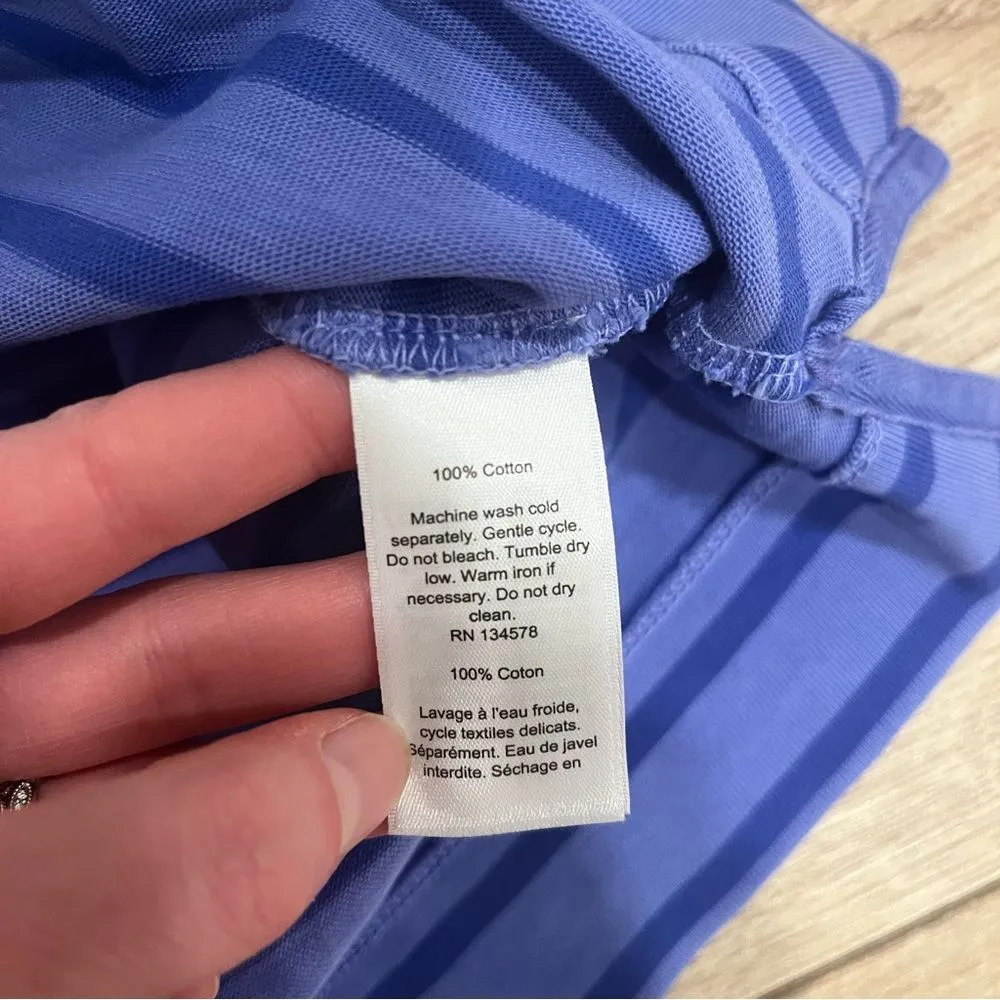 100% Cotton
Machine wash cold
separately. Gentle cycle.
Do not bleach. Tumble dry
low. Warm iron if
necessary. Do not dry
clean.
RN 134578
100% Coton
Lavage à l'eau froide,
cycle textiles delicats.
Séparément. Eau de javel
interdite. Séchage en